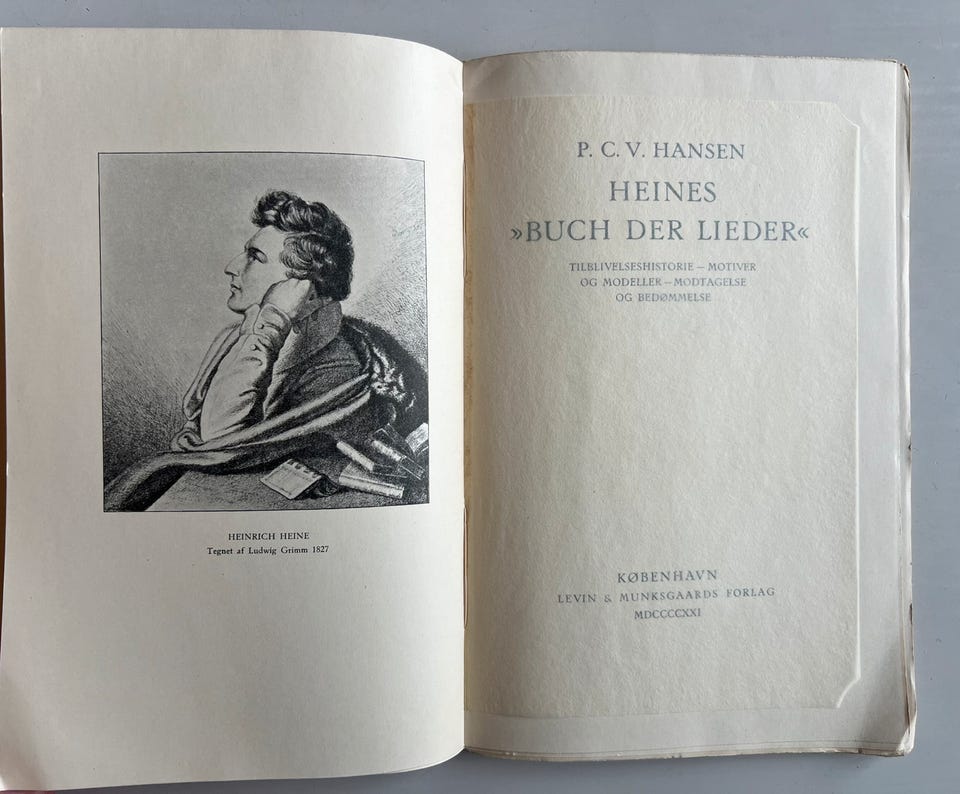 HEINRICH HEINE
Tegnet af Ludwig Grimm 1827
P. C. V. HANSEN
HEINES
»BUCH DER LIEDER«
TILBLIVELSESHISTORIE – MOTIVER
OG MODELLER – MODTAGELSE
OG BEDØMMELSE
KØBENHAVN
LEVIN & MUNKSGAARDS FORLAG
MDCCCCXXI